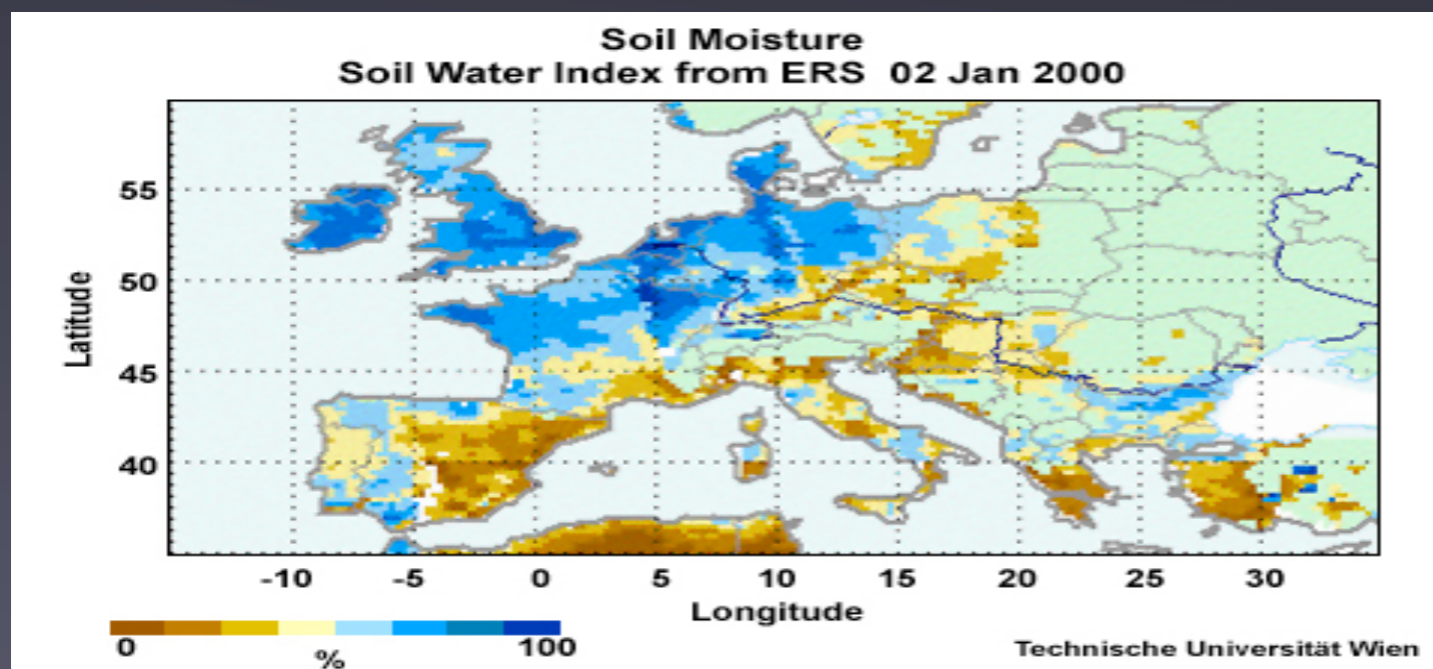 Soil Moisture
Soil Water Index from ERS 02 Jan 2000
Latitude
55
50
45
40
-10 -5 0 5 10 15 20 25 30
Longitude
0 % 100
Technische Universität Wien